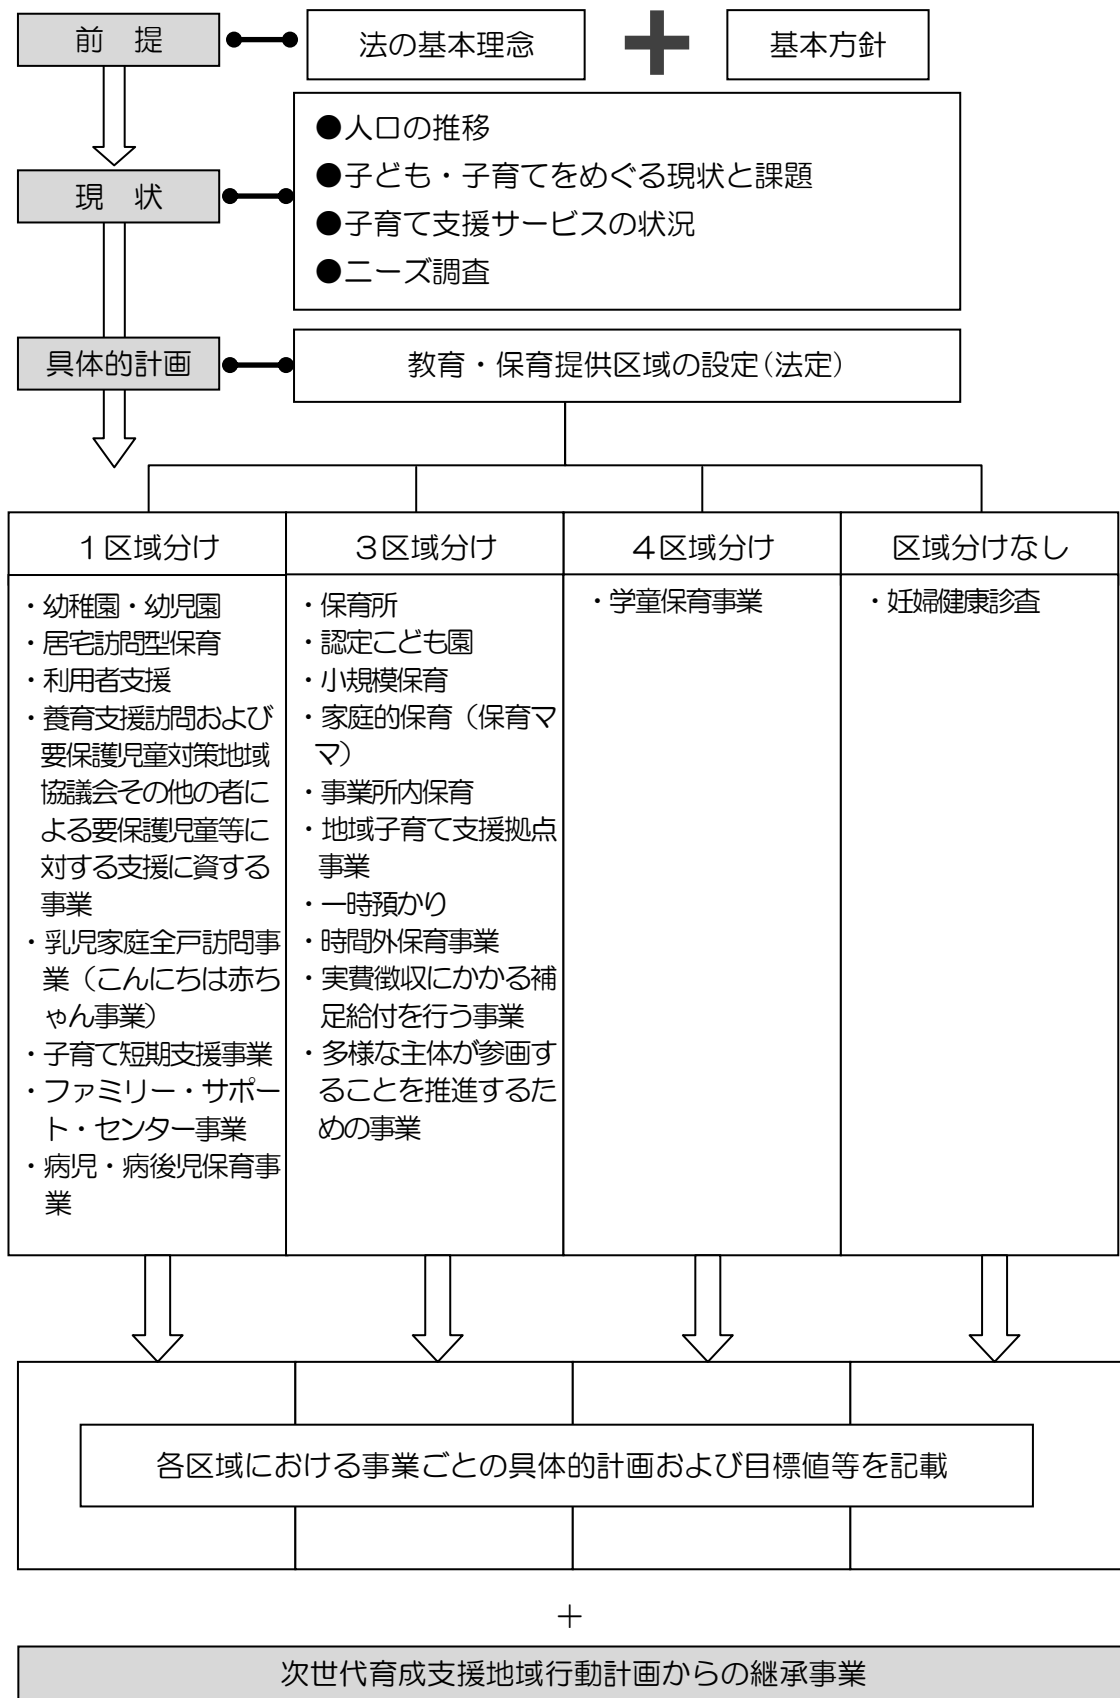 前　提
法の基本理念
＋
基本方針
●人口の推移
現　状
●子ども・子育てをめぐる現状と課題
●子育て支援サービスの状況
●ニーズ調査
具体的計画
教育・保育提供区域の設定（法定）
１区域分け
・幼稚園・幼児園
・居宅訪問型保育
・利用者支援
・養育支援訪問および
要保護児童対策地域
協議会その他の者に
よる要保護児童等に
対する支援に資する
事業
・乳児家庭全戸訪問事
業（こんにちは赤ち
ゃん事業）
・子育て短期支援事業
・ファミリー・サポー
ト・センター事業
・病児・病後児保育事
業
３区域分け
・保育所
・認定こども園
・小規模保育
・家庭的保育（保育マ
マ）
・事業所内保育
・地域子育て支援拠点
事業
・一時預かり
・時間外保育事業
・実費徴収にかかる補
足給付を行う事業
・多様な主体が参画す
ることを推進するた
めの事業
４区域分け
・学童保育事業
区域分けなし
・妊婦健康診査
各区域における事業ごとの具体的計画および目標値等を記載
＋
次世代育成支援地域行動計画からの継承事業